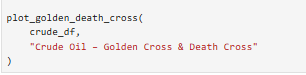 plot_golden_death_cross(
    crude_df,
    "Crude Oil – Golden Cross & Death Cross"
)